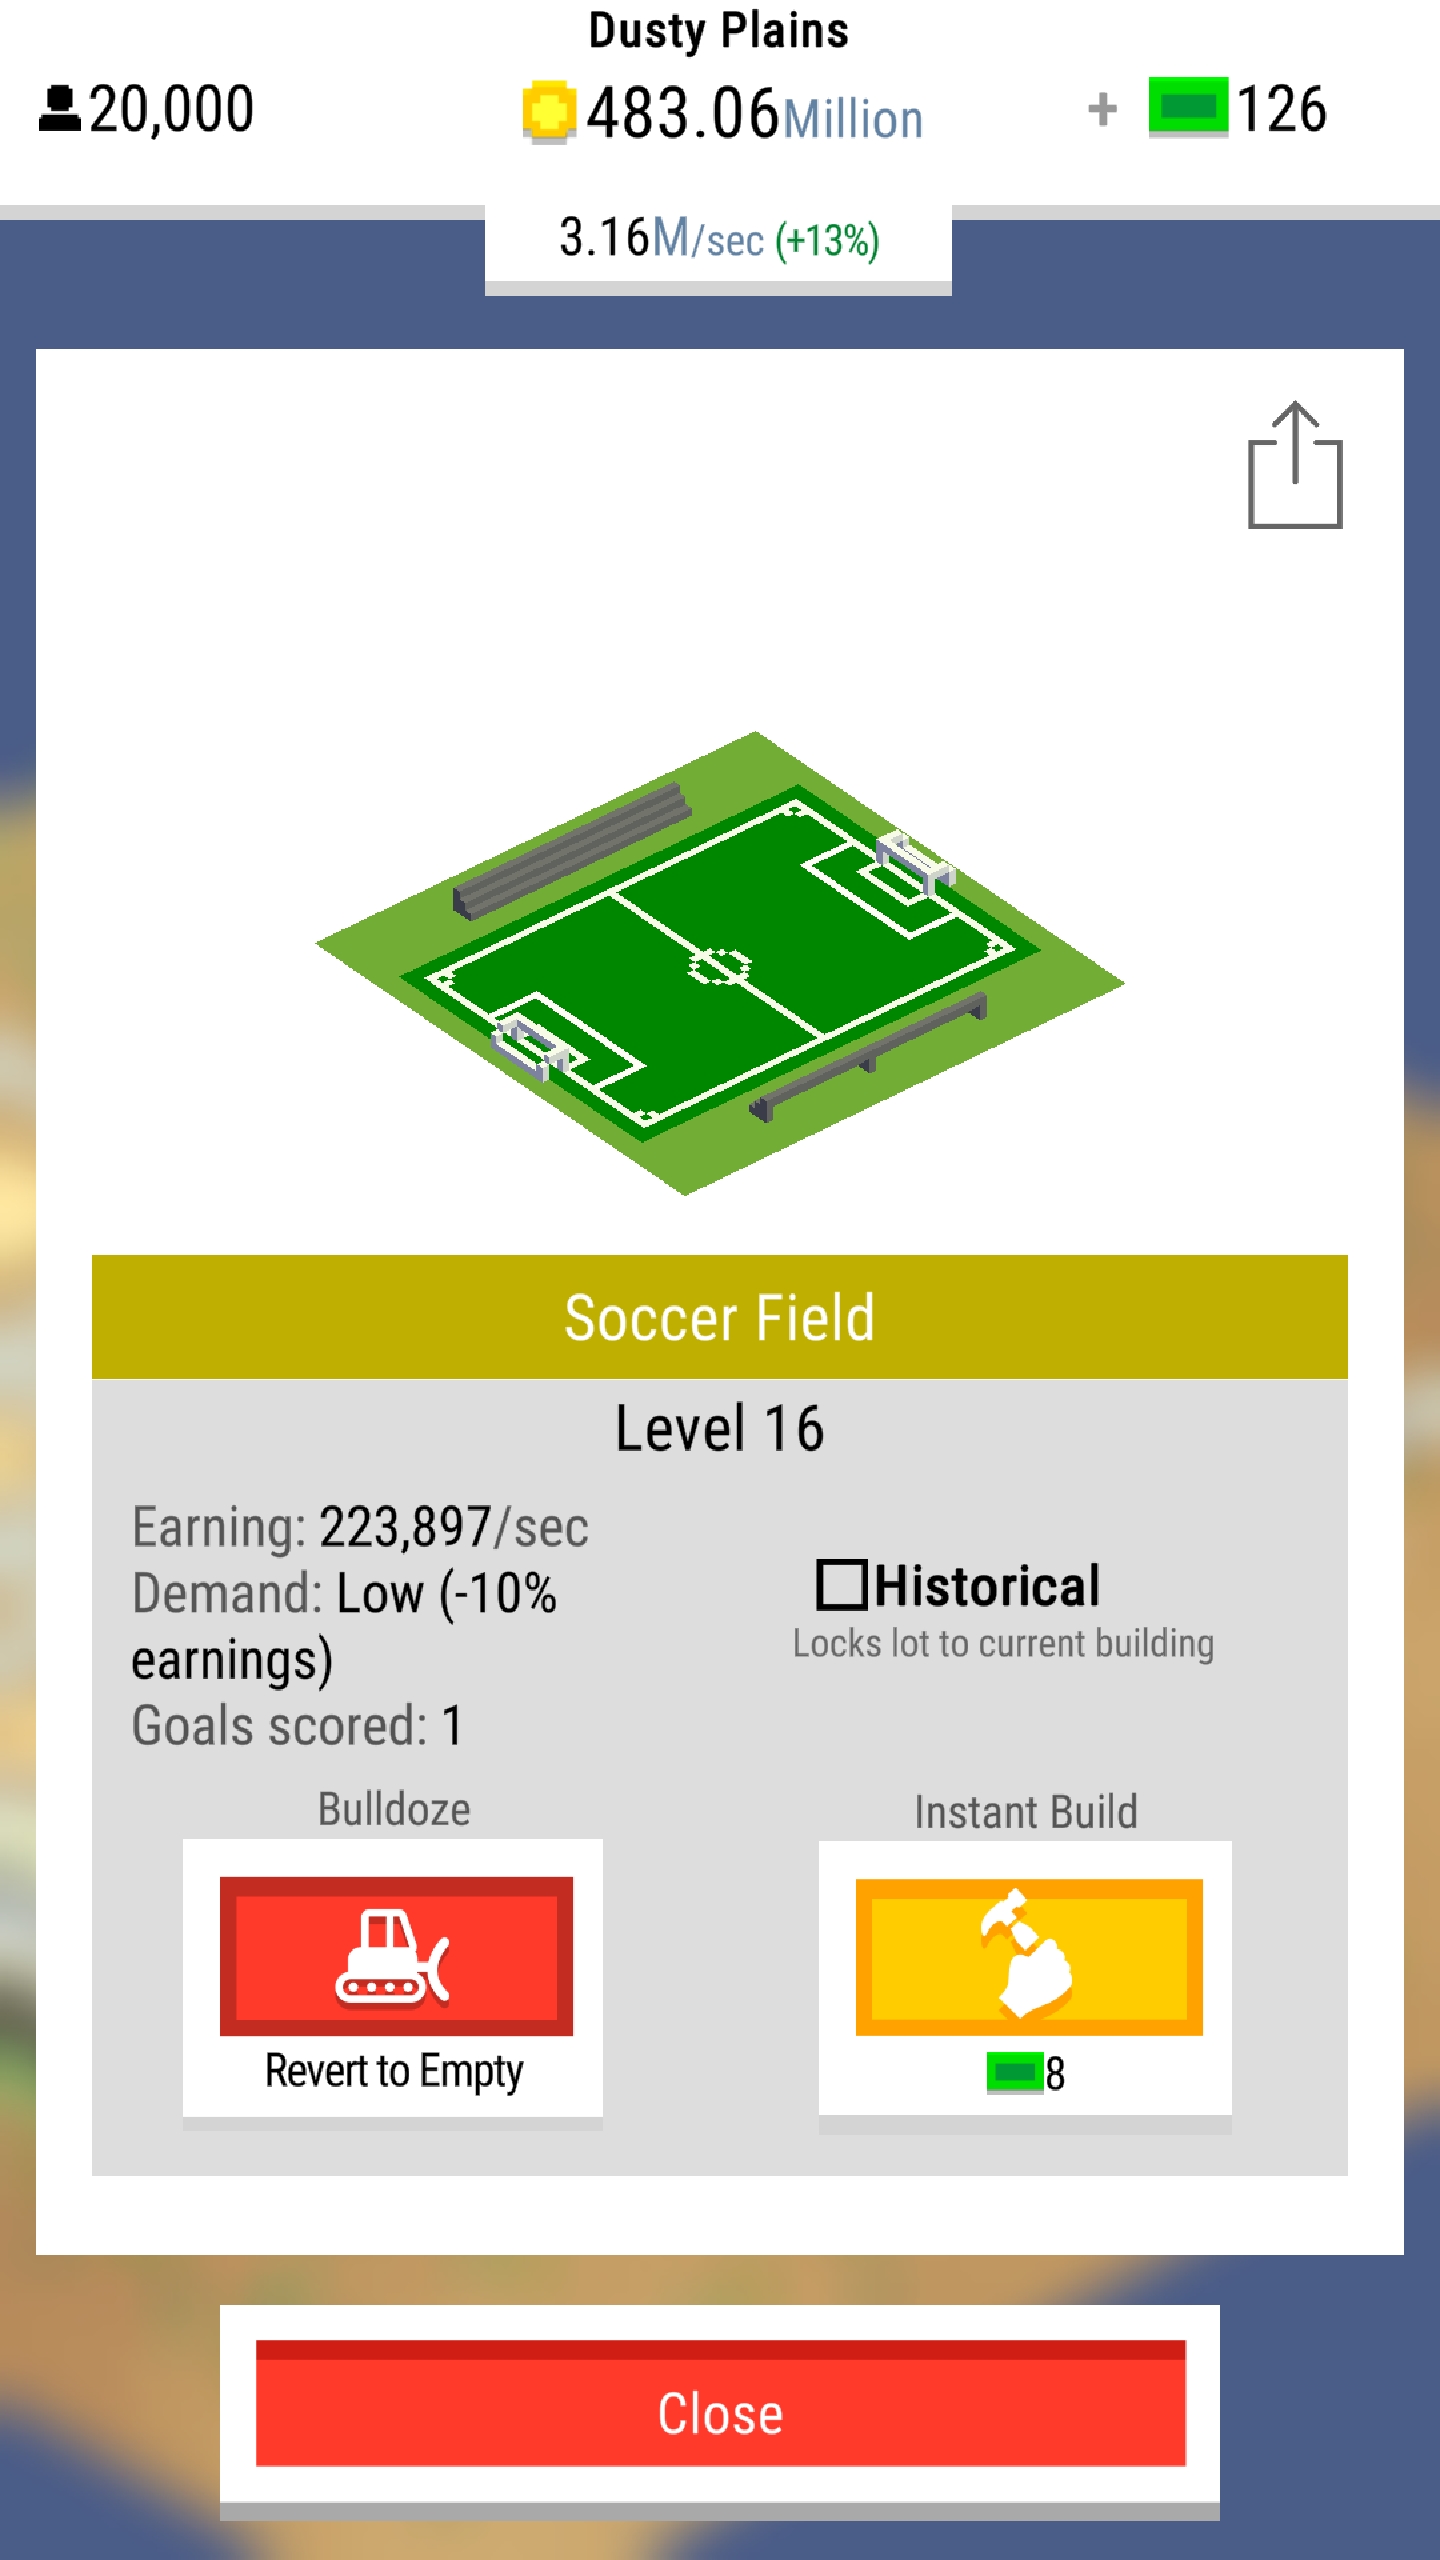 Dusty Plains
20,000
483.06Million
+ 126
3.16M/sec (+13%)
Soccer Field
Level 16
Earning: 223,897/sec
Demand: Low (-10%
earnings)
Goals scored: 1
Historical
Locks lot to current building
Bulldoze
Revert to Empty
Instant Build
8
Close